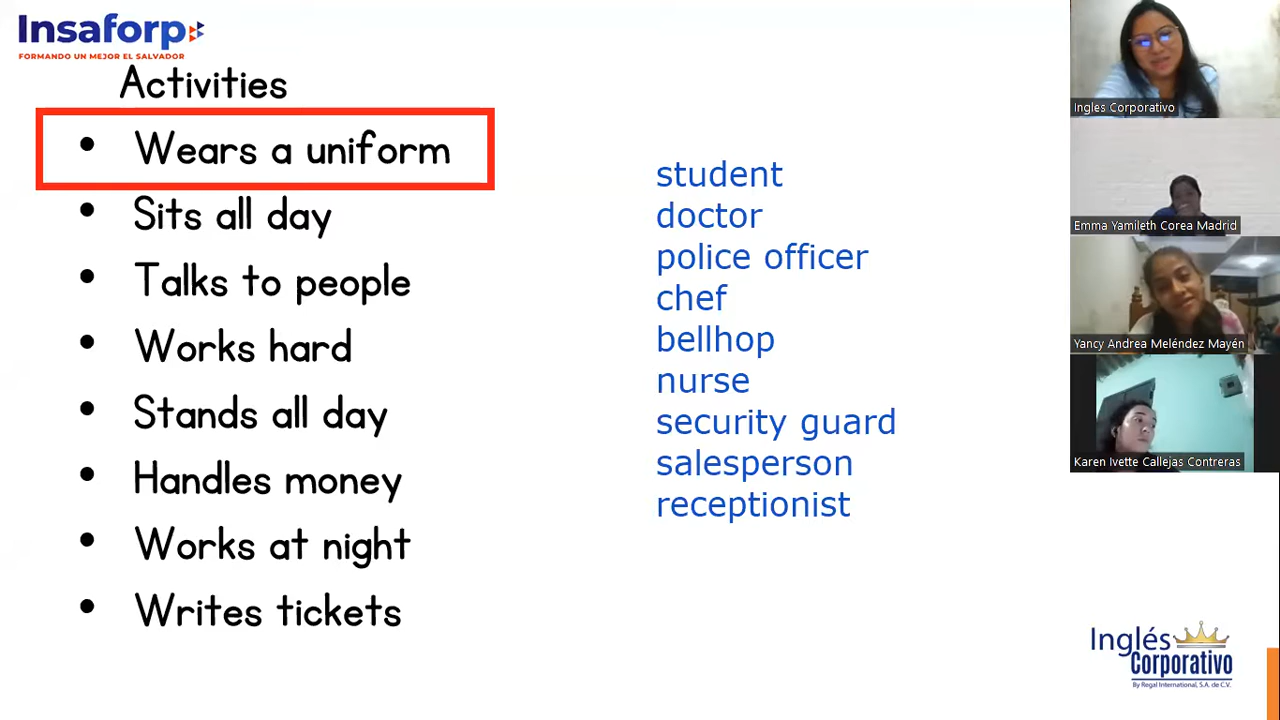 Insaforp
FORMANDO UN MEJOR EL SALVADOR
Activities
• Wears a uniform
• Sits all day
• Talks to people
• Works hard
• Stands all day
• Handles money
• Works at night
• Writes tickets
student
doctor
police officer
chef
bellhop
nurse
security guard
salesperson
receptionist
Ingles Corporativo
Emma Yamileth Corea Madrid
Yancy Andrea Meléndez Mayén
Karen Ivette Callejas Contreras
Inglés
Corporativo
By Regal International, S.A. de C.V.